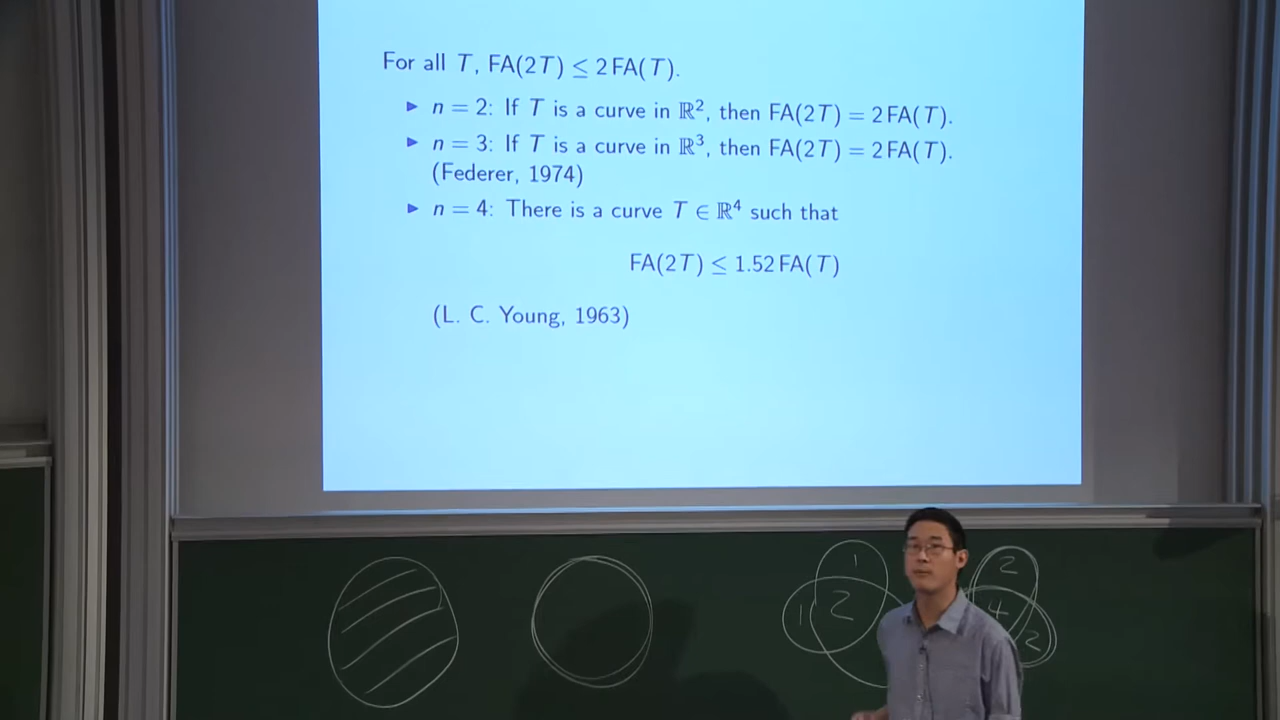 For all T, FA(2T) ≤ 2 FA(T).
▶ n = 2: If T is a curve in ℝ², then FA(2T) = 2 FA(T).
▶ n = 3: If T is a curve in ℝ³, then FA(2T) = 2 FA(T).
(Federer, 1974)
▶ n = 4: There is a curve T ∈ ℝ⁴ such that
FA(2T) ≤ 1.52 FA(T)
(L. C. Young, 1963)
1
1 2
2
4
2